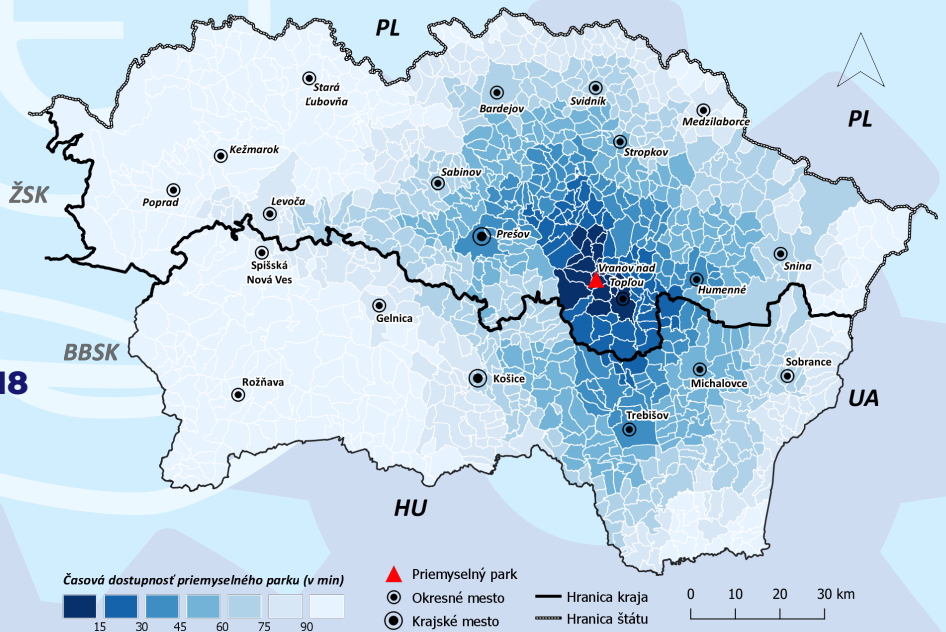 PL
Stará
Ľubovňa
Bardejov
Svidník
Medzilaborce
PL
Kežmarok
Stropkov
Sabinov
ŽSK
Poprad
Levoča
Prešov
Spišská
Nová Ves
Vranov nad
Topľou
Humenné
Snina
Gelnica
BBSK
Košice
Sobrance
Michalovce
18
Rožňava
UA
Trebišov
HU
Časová dostupnosť priemyselného parku (v min)
15 30 45 60 75 90
Priemyselný park
Okresné mesto
Krajské mesto
Hranica kraja
Hranica štátu
0 10 20 30 km